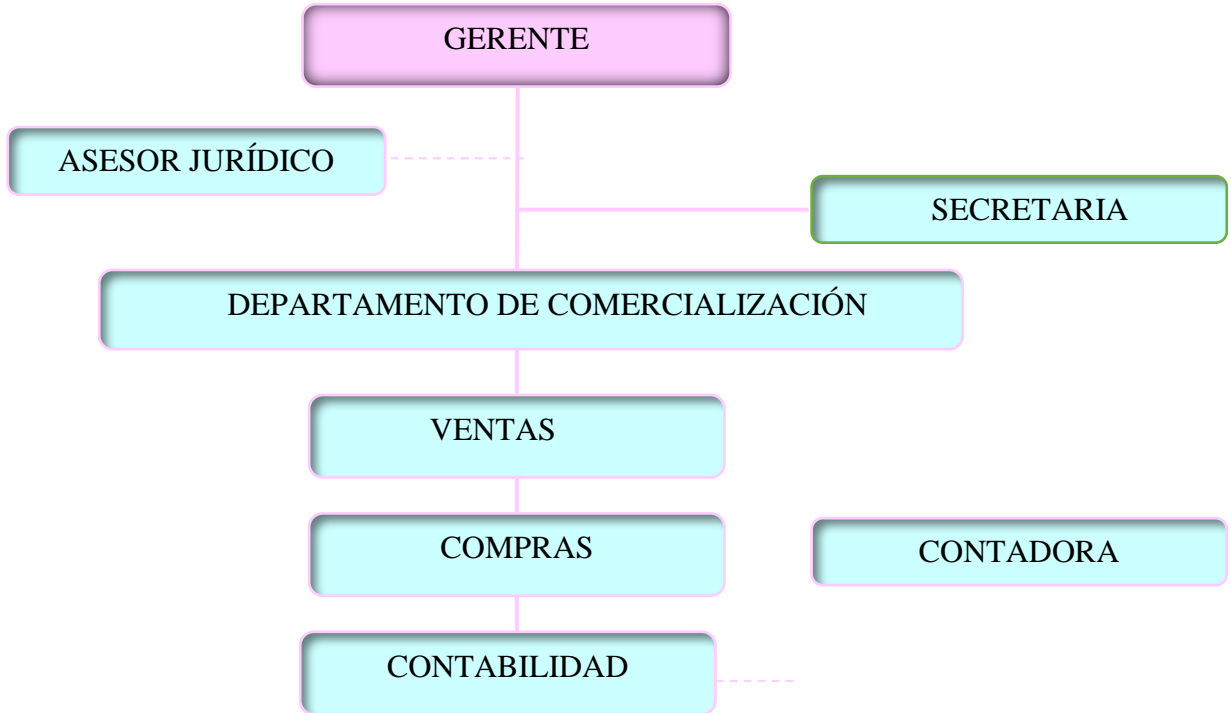 GERENTE
ASESOR JURÍDICO
SECRETARIA
DEPARTAMENTO DE COMERCIALIZACIÓN
VENTAS
COMPRAS
CONTADORA
CONTABILIDAD